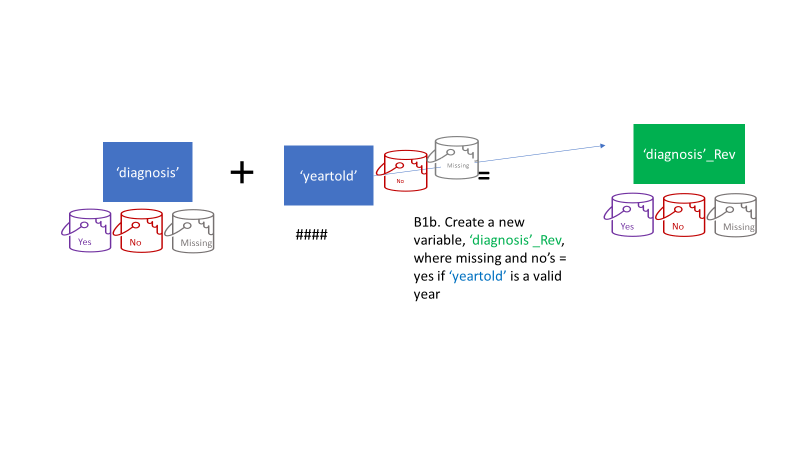 ‘diagnosis’
Yes
No
Missing
+
‘yeartold’
####
No
Missing
=
B1b. Create a new
variable, ‘diagnosis’_Rev,
where missing and no’s =
yes if ‘yeartold’ is a valid
year
‘diagnosis’_Rev
Yes
No
Missing